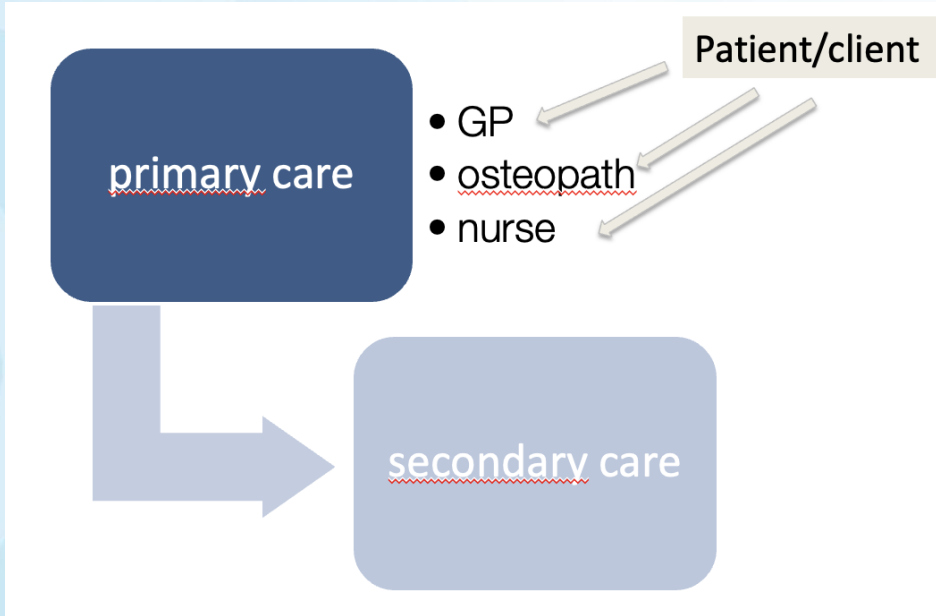 Patient/client
primary care
• GP
• osteopath
• nurse
secondary care